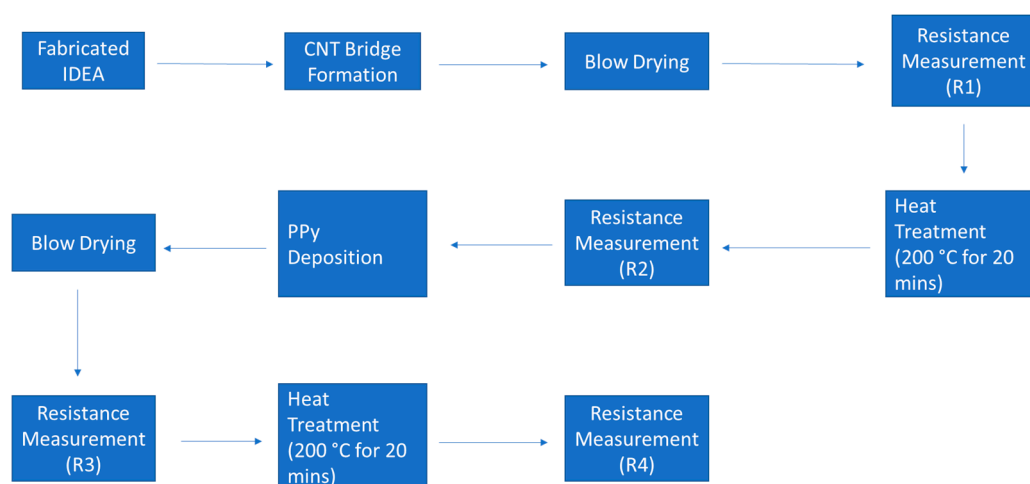 Fabricated
IDEA
CNT Bridge
Formation
Blow Drying
Resistance
Measurement
(R1)
Heat
Treatment
(200 °C for 20
mins)
Resistance
Measurement
(R2)
PPy
Deposition
Blow Drying
Resistance
Measurement
(R3)
Heat
Treatment
(200 °C for 20
mins)
Resistance
Measurement
(R4)